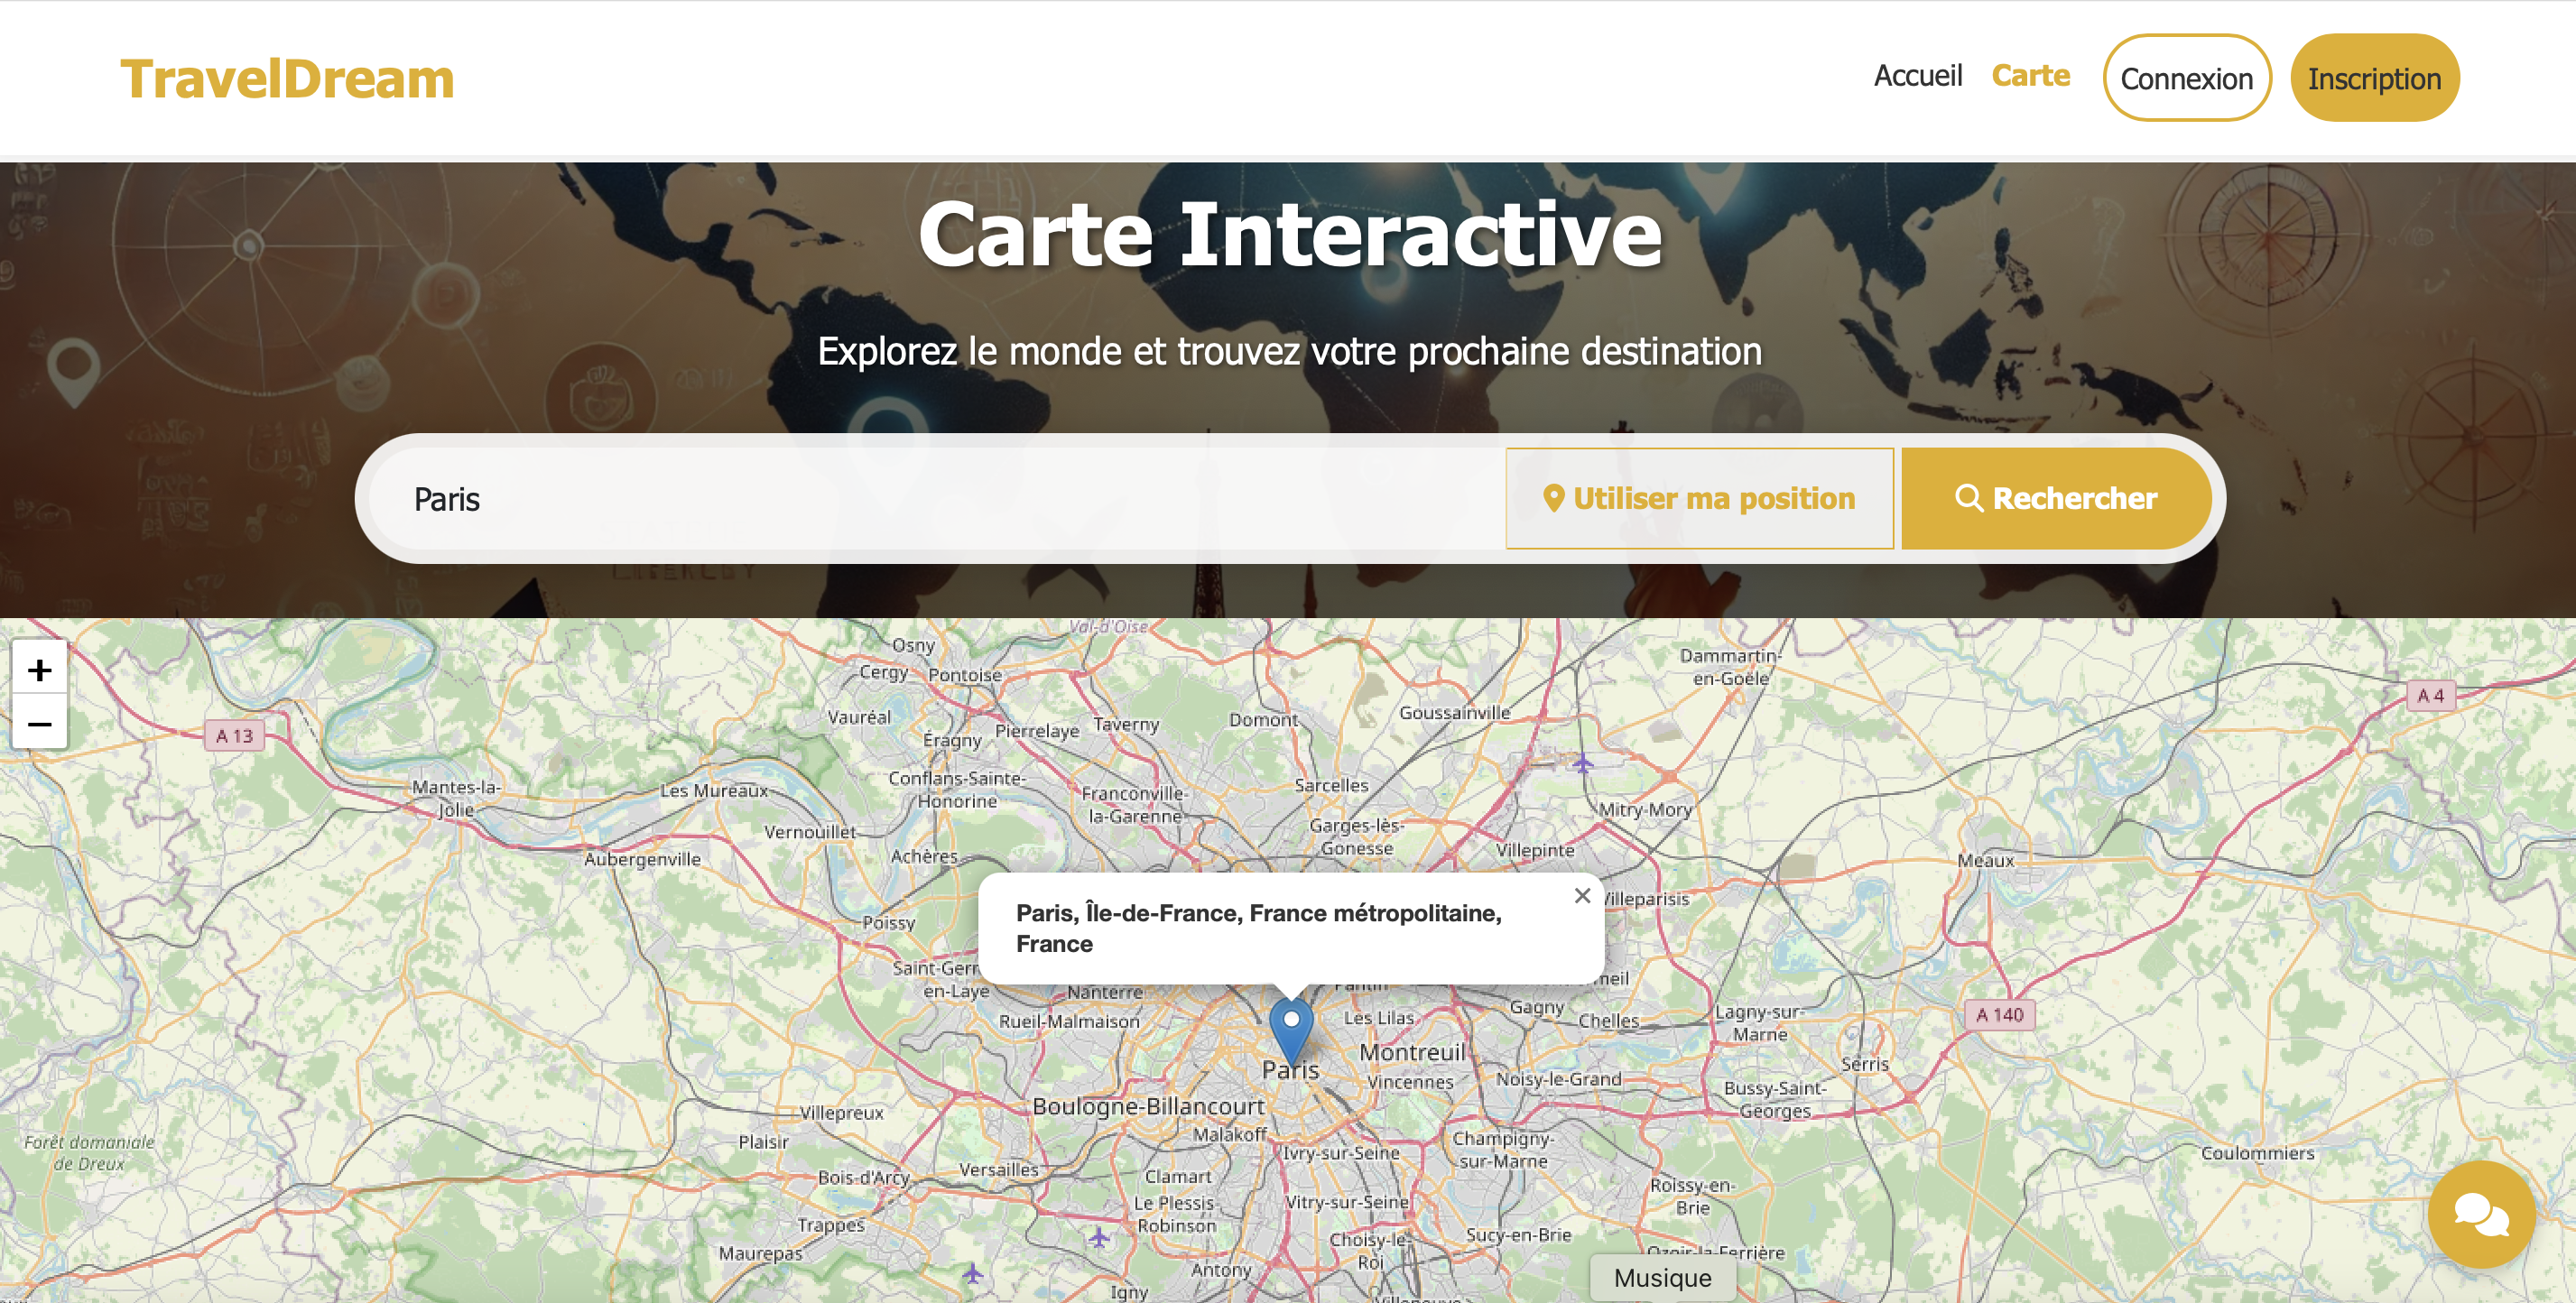 TravelDream
Accueil
Carte
Connexion
Inscription
Carte Interactive
Explorez le monde et trouvez votre prochaine destination
Paris
Utiliser ma position
Rechercher
+
−
Val-d'Oise
Osny
Cergy
Pontoise
Dammartin-
en-Goële
A 4
A 13
Vauréal
Taverny
Domont
Goussainville
Pierrelaye
Éragny
Conflans-Sainte-
Honorine
Mantes-la-
Jolie
Les Mureaux
Franconville-
la-Garenne
Sarcelles
Mitry-Mory
Vernouillet
Garges-lès-
Gonesse
Villepinte
Aubergenville
Achères
Meaux
Poissy
Villeparisis
Paris, Île-de-France, France métropolitaine,
France
×
en-Laye
Nanterre
Pantin
Gagny
Rueil-Malmaison
Les Lilas
Chelles
Lagny-sur-
Marne
A 140
Paris
Montreuil
Vincennes
Noisy-le-Grand
Serris
Bussy-Saint-
Georges
Boulogne-Billancourt
Villepreux
Malakoff
Plaisir
Forêt domaniale
de Dreux
Ivry-sur-Seine
Champigny-
sur-Marne
Coulommiers
Bois-d'Arcy
Versailles
Clamart
Le Plessis-
Robinson
Vitry-sur-Seine
Roissy-en-
Brie
Trappes
Choisy-le-
Roi
Sucy-en-Brie
Maurepas
Antony
Ozoir-la-Ferrière
Igny
Musique